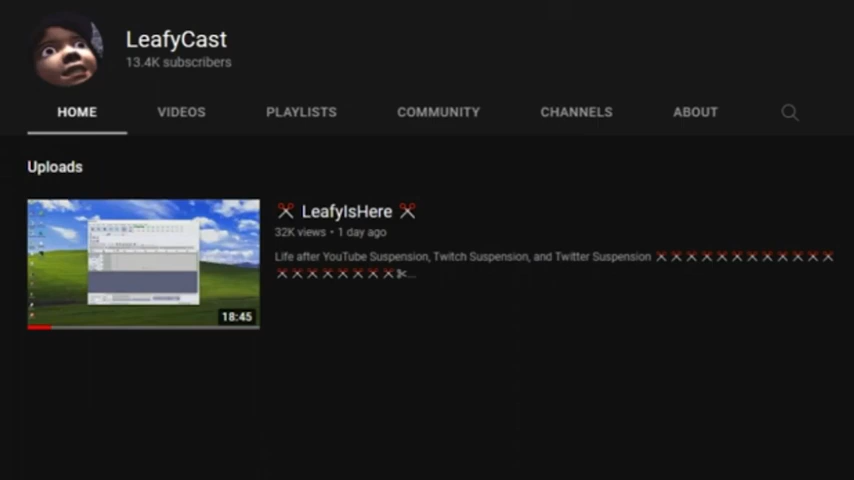 LeafyCast
13.4K subscribers
HOME VIDEOS PLAYLISTS COMMUNITY CHANNELS ABOUT
Uploads
✂ LeafyIsHere ✂
32K views • 1 day ago
Life after YouTube Suspension, Twitch Suspension, and Twitter Suspension ✂✂✂✂✂✂✂✂✂✂✂✂
✂✂✂✂✂✂✂✂✂...
18:45